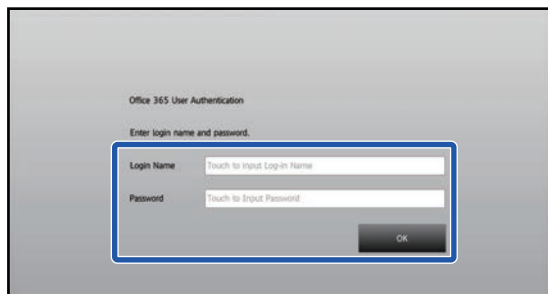 Office 365 User Authentication
Enter login name and password.
Login Name Touch to input Log-in Name
Password Touch to Input Password
OK